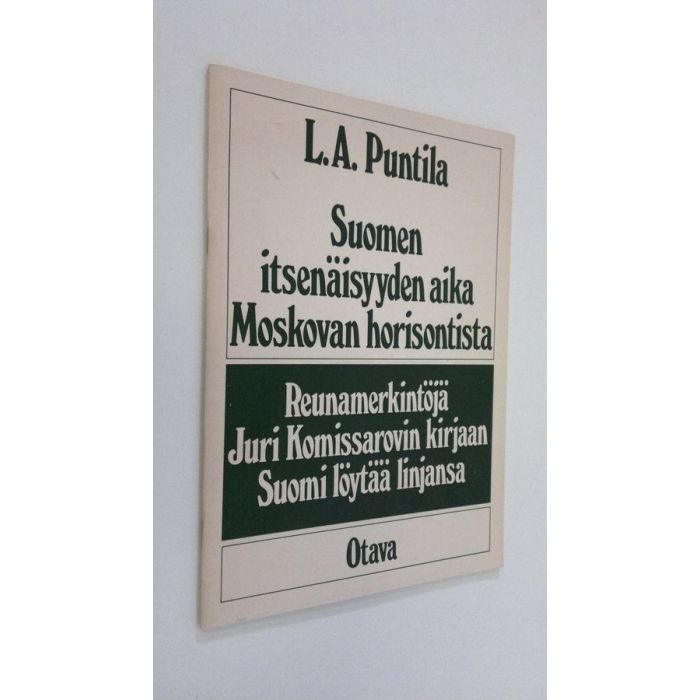 L.A. Puntila
Suomen
itsenäisyyden aika
Moskovan horisontista
Reunamerkintöjä
Juri Komissarovin kirjaan
Suomi löytää linjansa
Otava